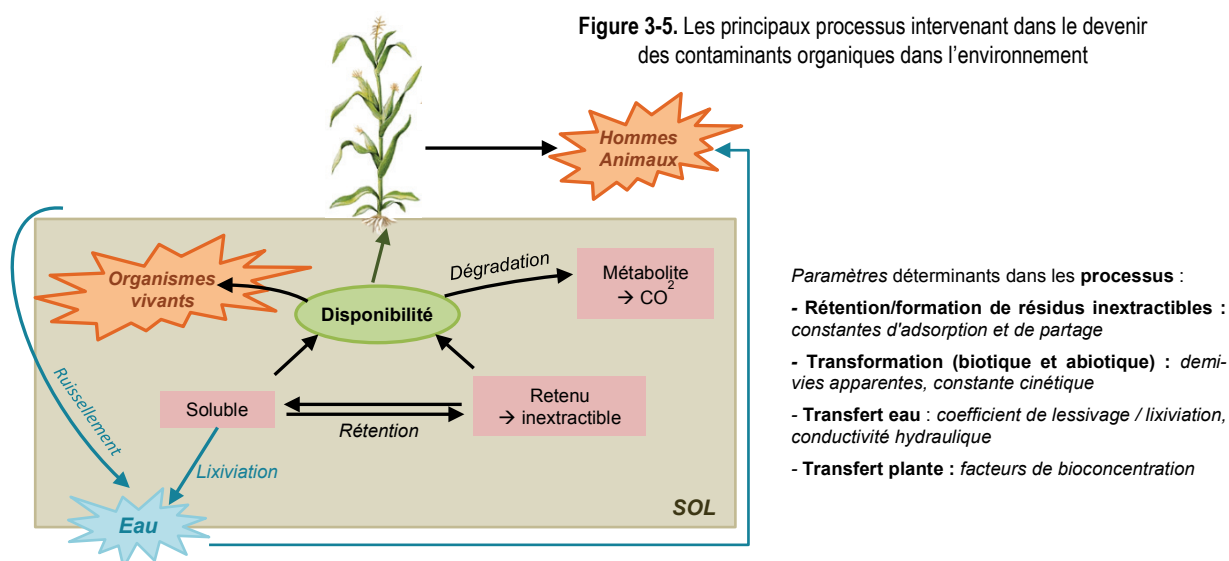 Figure 3-5. Les principaux processus intervenant dans le devenir
des contaminants organiques dans l'environnement
Hommes
Animaux
Organismes
vivants
Dégradation
Métabolite
→ CO2
Disponibilité
Ruissellement
Soluble
Rétention
Retenu
→ inextractible
Lixiviation
Eau
SOL
Paramètres déterminants dans les processus :
- Rétention/formation de résidus inextractibles :
constantes d'adsorption et de partage
- Transformation (biotique et abiotique) : demi-
vies apparentes, constante cinétique
- Transfert eau : coefficient de lessivage / lixiviation,
conductivité hydraulique
- Transfert plante : facteurs de bioconcentration